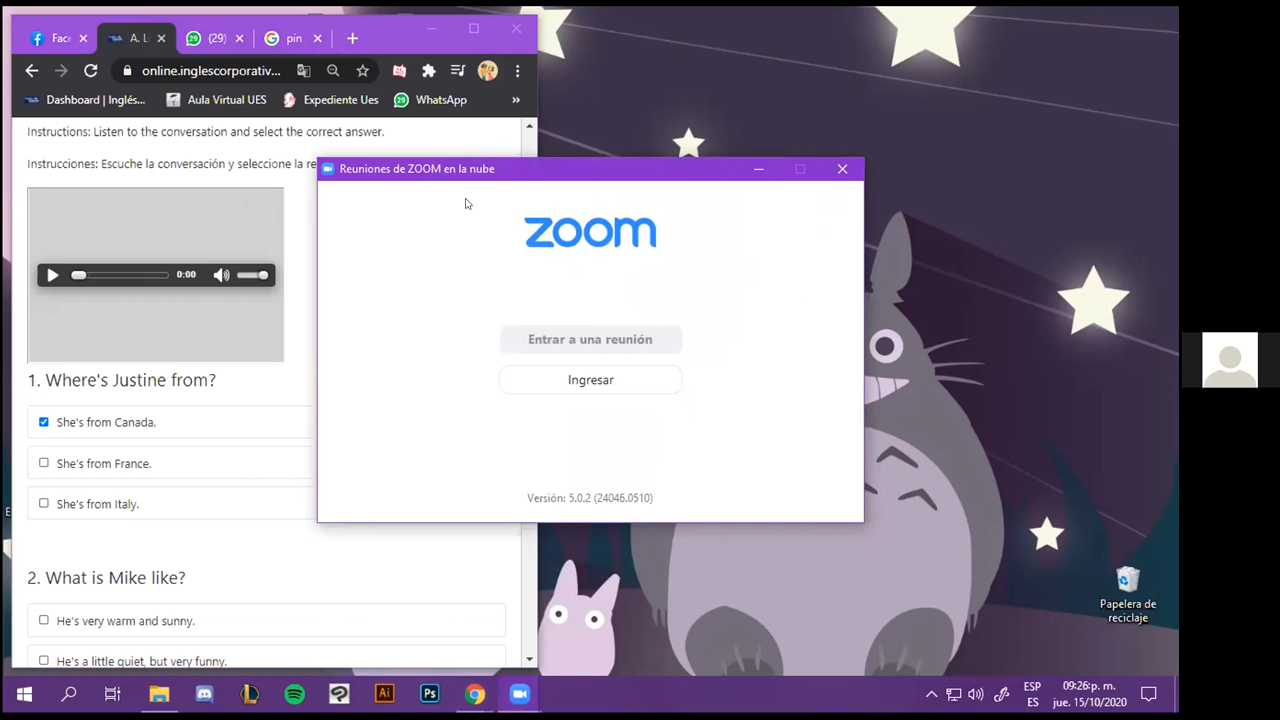 Face
A. L
(29)
pin
online.inglescorporativ...
Dashboard | Inglés...
Aula Virtual UES
Expediente Ues
WhatsApp
»
Instructions: Listen to the conversation and select the correct answer.
Instrucciones: Escuche la conversación y seleccione la re
0:00
1. Where's Justine from?
She's from Canada.
She's from France.
She's from Italy.
2. What is Mike like?
He's very warm and sunny.
He's a little quiet, but very funny.
Reuniones de ZOOM en la nube
zoom
Entrar a una reunión
Ingresar
Versión: 5.0.2 (24046.0510)
Papelera de
reciclaje
Ai
Ps
ESP
ES
09:26p. m.
jue. 15/10/2020